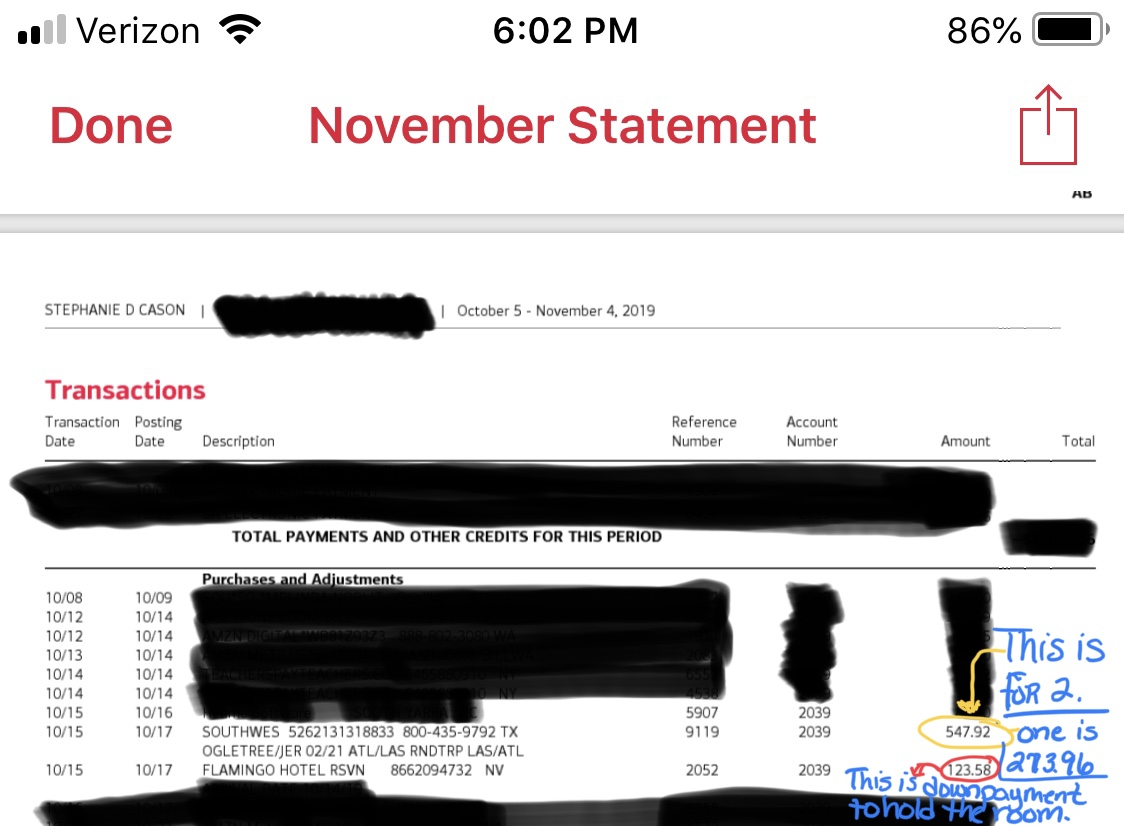 Verizon 6:02 PM 86%
Done November Statement
AB
STEPHANIE D CASON | | October 5 - November 4, 2019
Transactions
Transaction Posting Reference Account
Date Date Description Number Number Amount Total
TOTAL PAYMENTS AND OTHER CREDITS FOR THIS PERIOD
Purchases and Adjustments
10/08 10/09
10/12 10/14
10/12 10/14
10/13 10/14
10/14 10/14
10/14 10/14 NY
10/15 10/16 5907 2039
10/15 10/17 SOUTHWES 5262131318833 800-435-9792 TX 9119 2039 547.92
OGLETREE/JER 02/21 ATL/LAS RNDTRP LAS/ATL
10/15 10/17 FLAMINGO HOTEL RSVN 8662094732 NV 2052 2039 123.58
This is
for 2.
one is
273.96
This is downpayment
to hold the room.